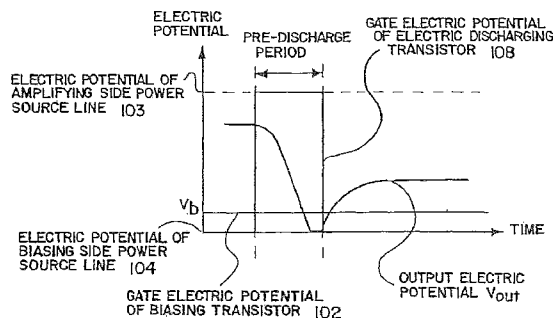 ELECTRIC
POTENTIAL
PRE-DISCHARGE
PERIOD
GATE ELECTRIC POTENTIAL
OF ELECTRIC DISCHARGING
TRANSISTOR 108
ELECTRIC POTENTIAL OF
AMPLIFYING SIDE POWER
SOURCE LINE 103
Vb
TIME
ELECTRIC POTENTIAL OF
BIASING SIDE POWER
SOURCE LINE 104
GATE ELECTRIC POTENTIAL
OF BIASING TRANSISTOR 102
OUTPUT ELECTRIC
POTENTIAL Vout